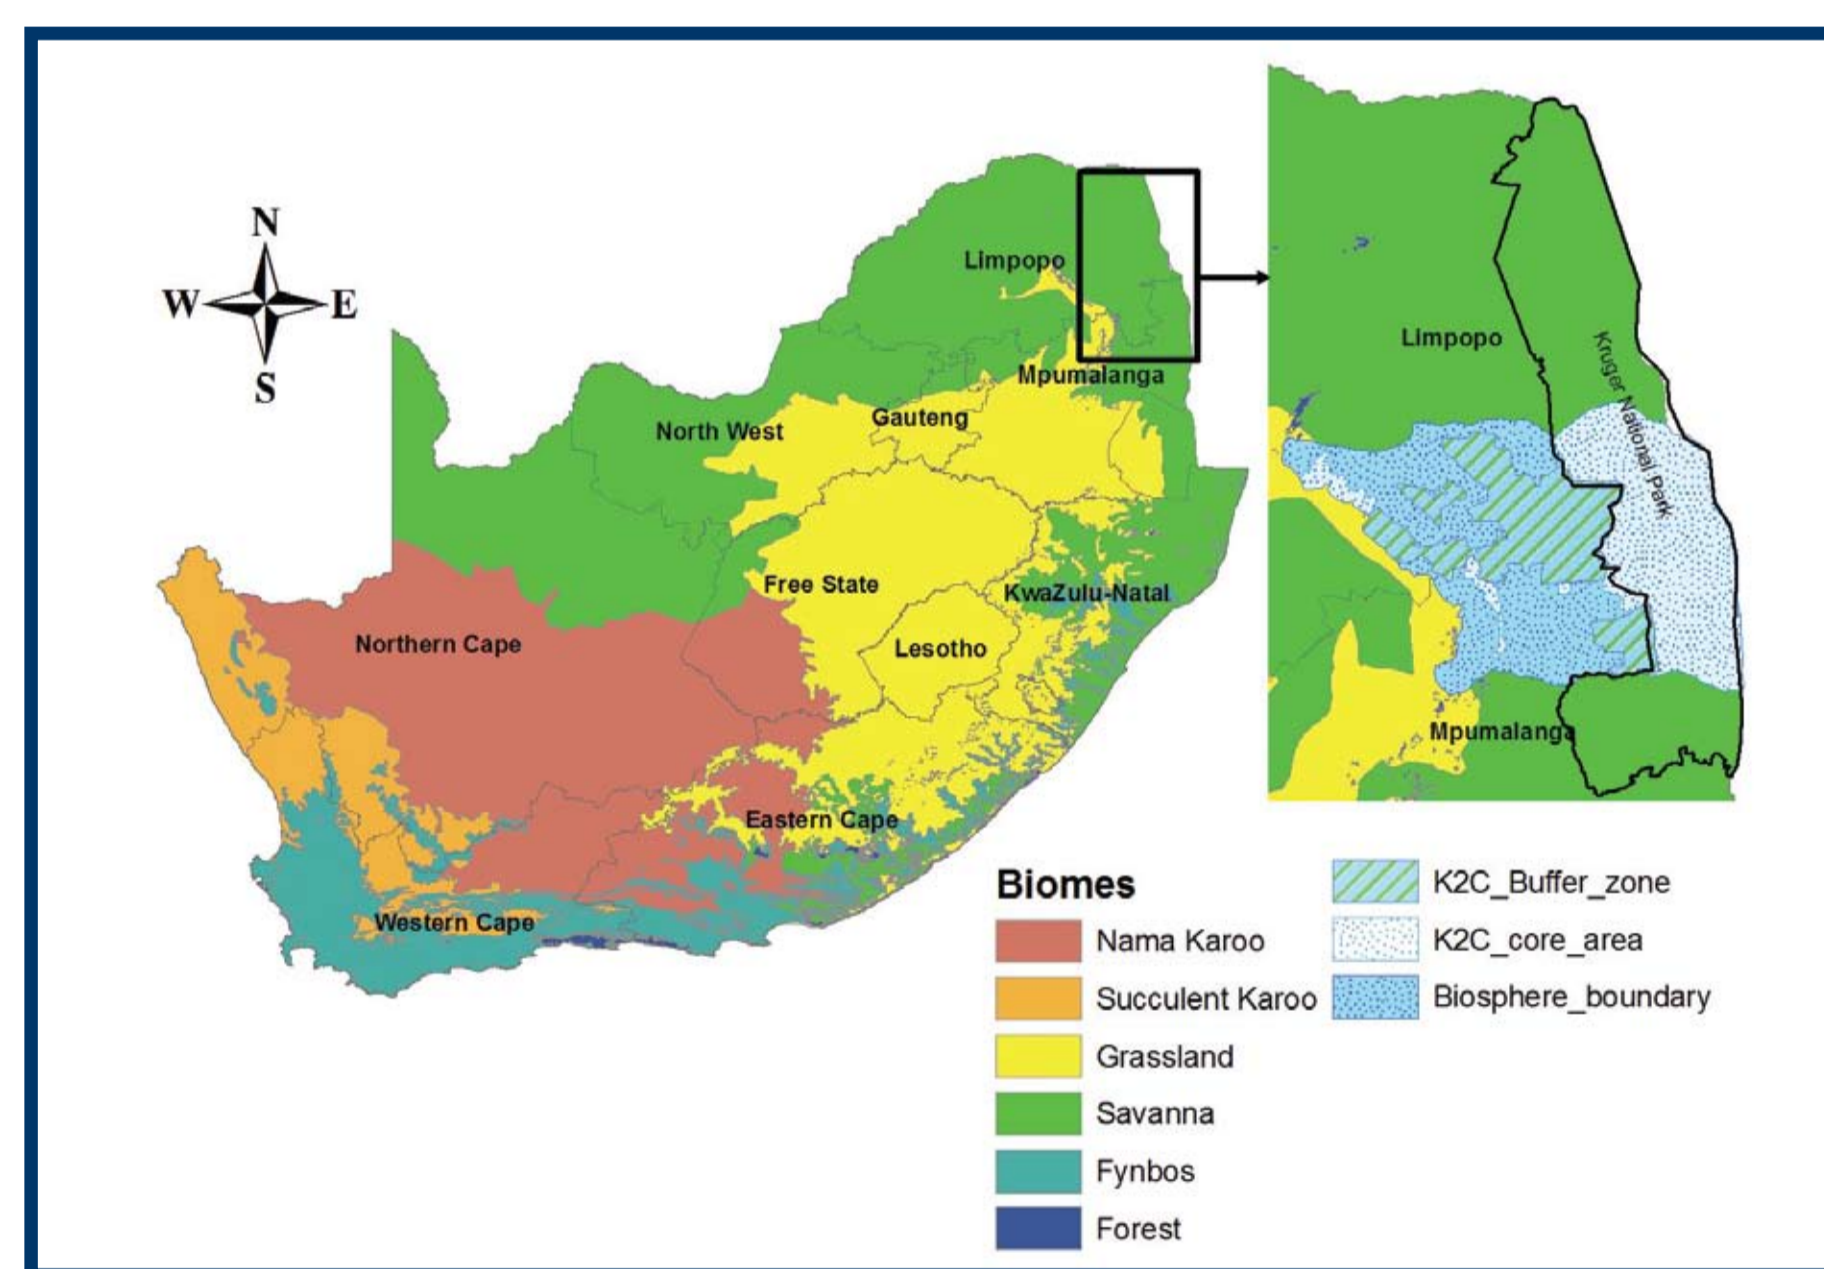 N
W E
S
Limpopo
Mpumalanga
Gauteng
North West
Free State
KwaZulu-Natal
Lesotho
Northern Cape
Eastern Cape
Western Cape
Limpopo
Kruger National Park
Mpumalanga
Biomes
Nama Karoo
Succulent Karoo
Grassland
Savanna
Fynbos
Forest
K2C_Buffer_zone
K2C_core_area
Biosphere_boundary